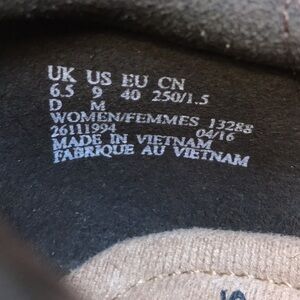 UK US EU CN
6.5 9 40 250/1.5
D M
WOMEN/FEMMES 13288
26111994 04/16
MADE IN VIETNAM
FABRIQUE AU VIETNAM